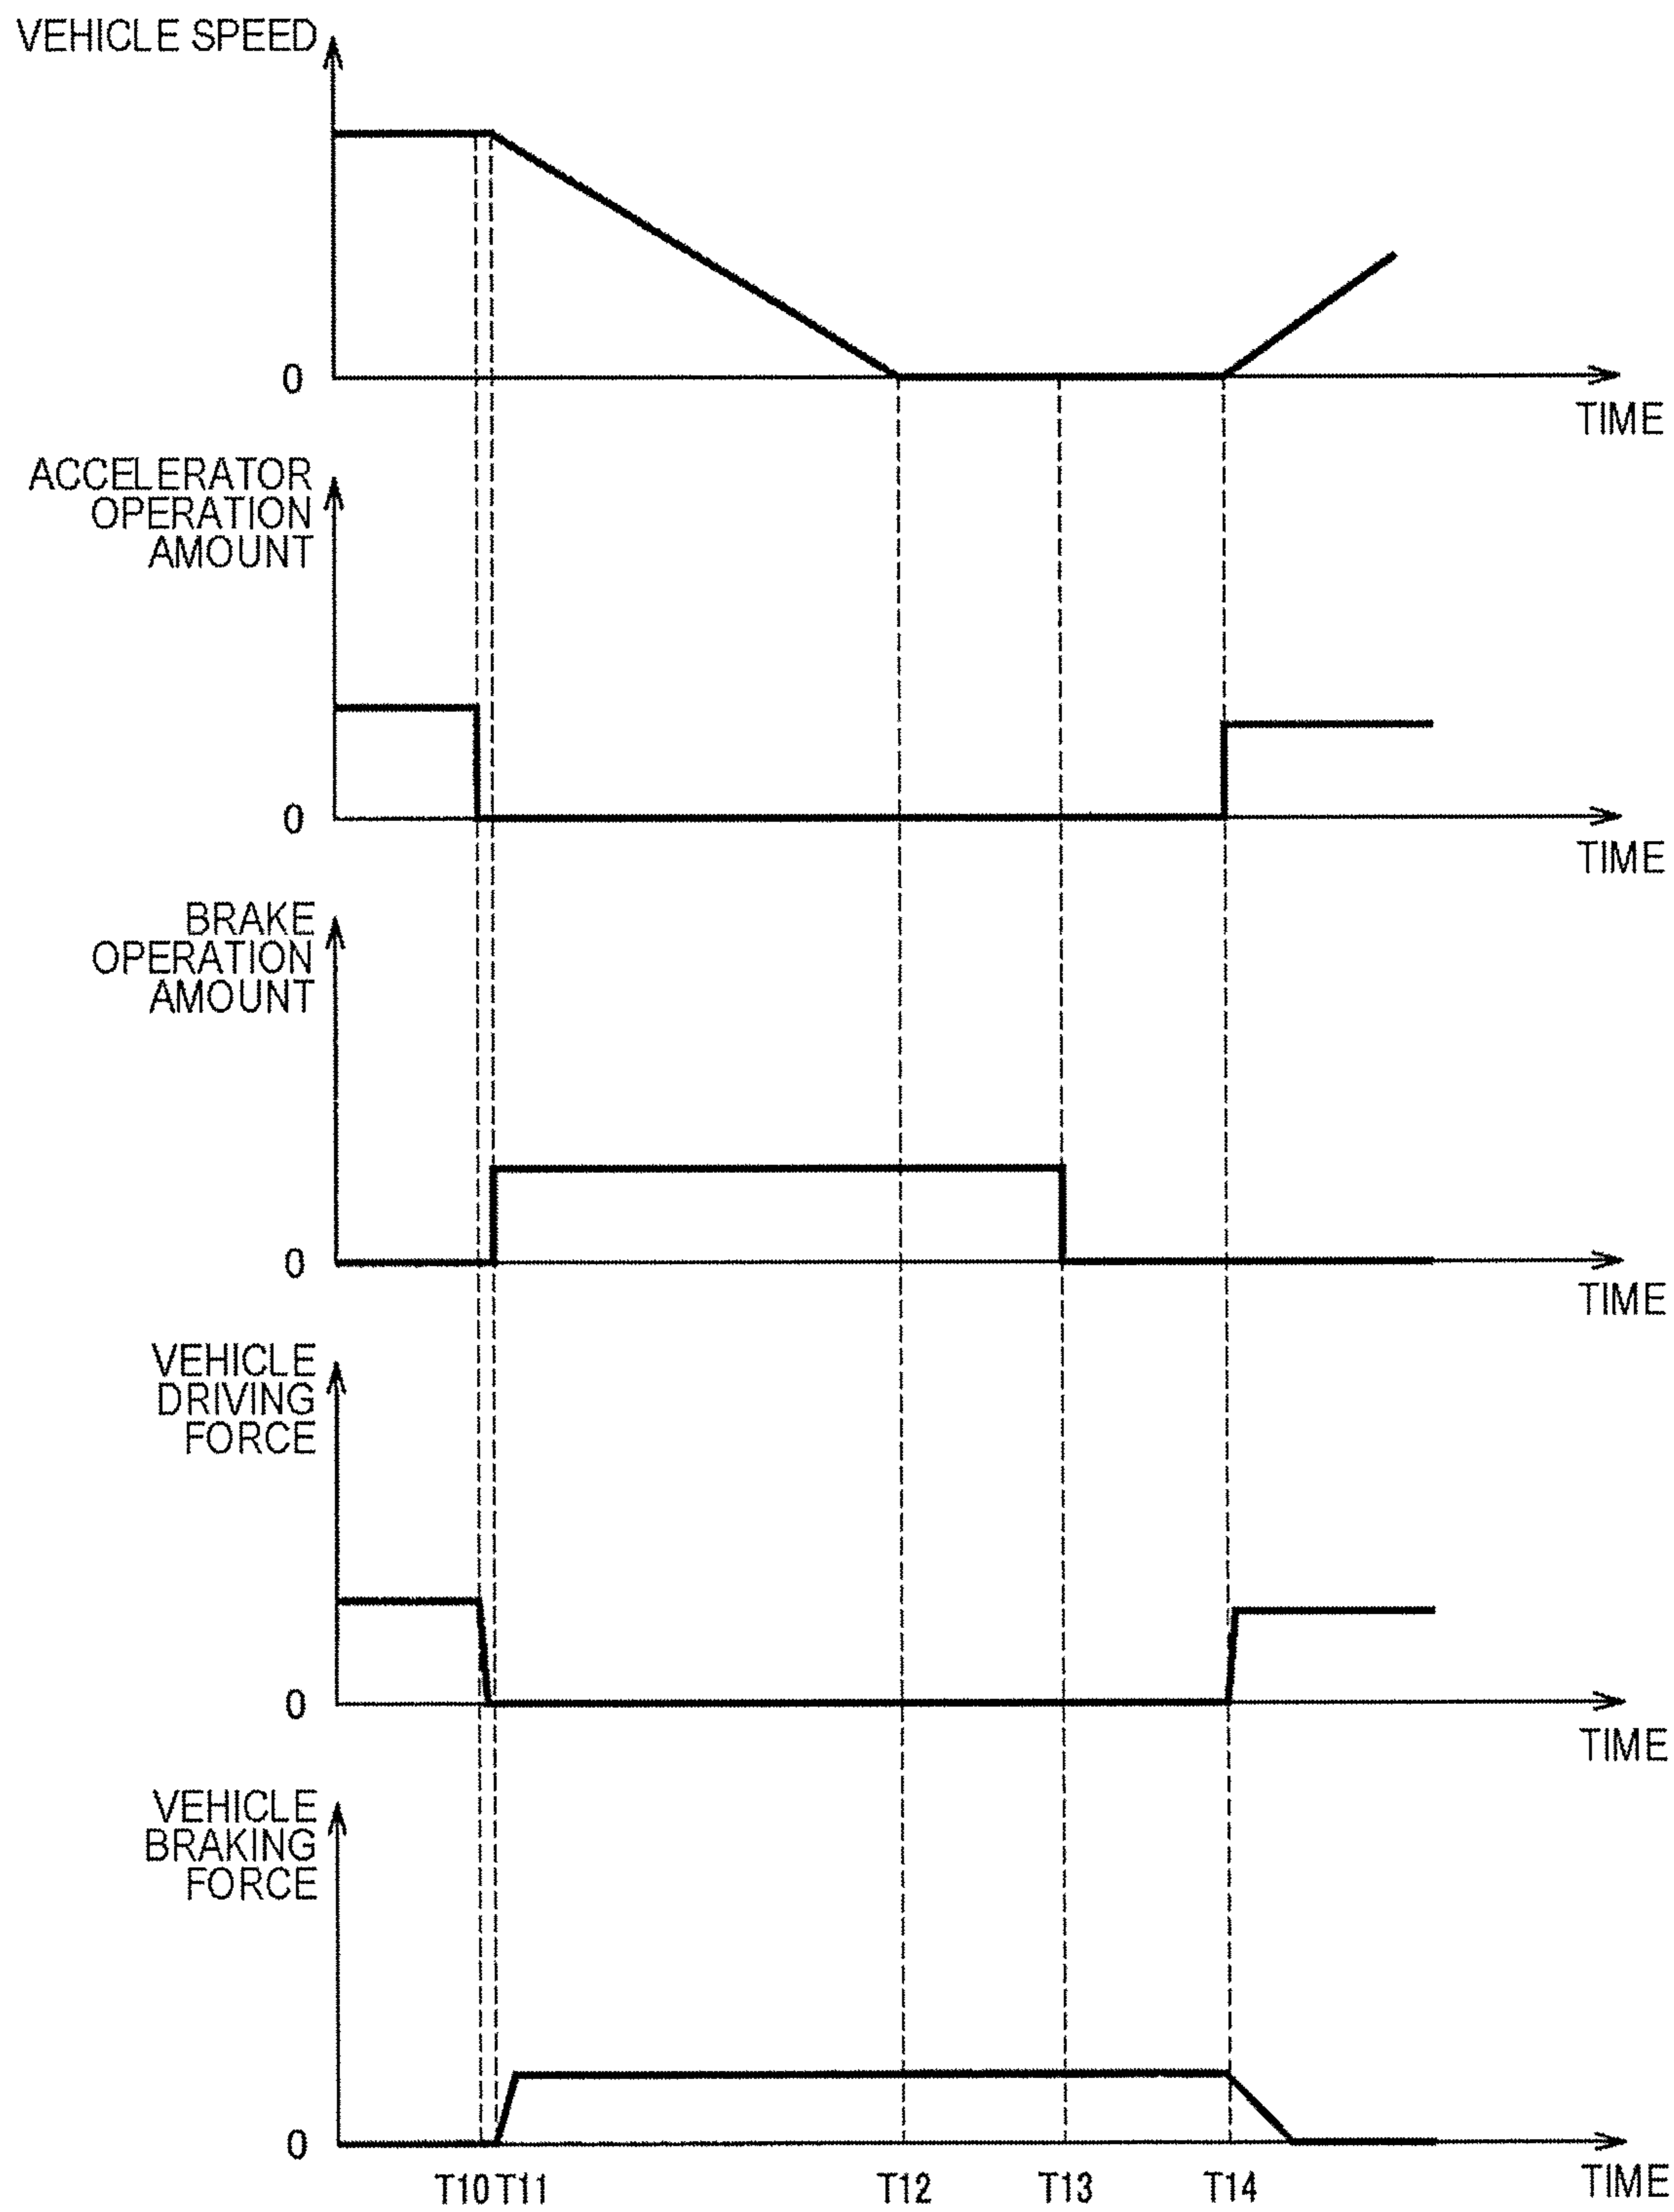 VEHICLE SPEED
0
TIME
ACCELERATOR
OPERATION
AMOUNT
0
TIME
BRAKE
OPERATION
AMOUNT
0
TIME
VEHICLE
DRIVING
FORCE
0
TIME
VEHICLE
BRAKING
FORCE
0
T10 T11 T12 T13 T14 TIME